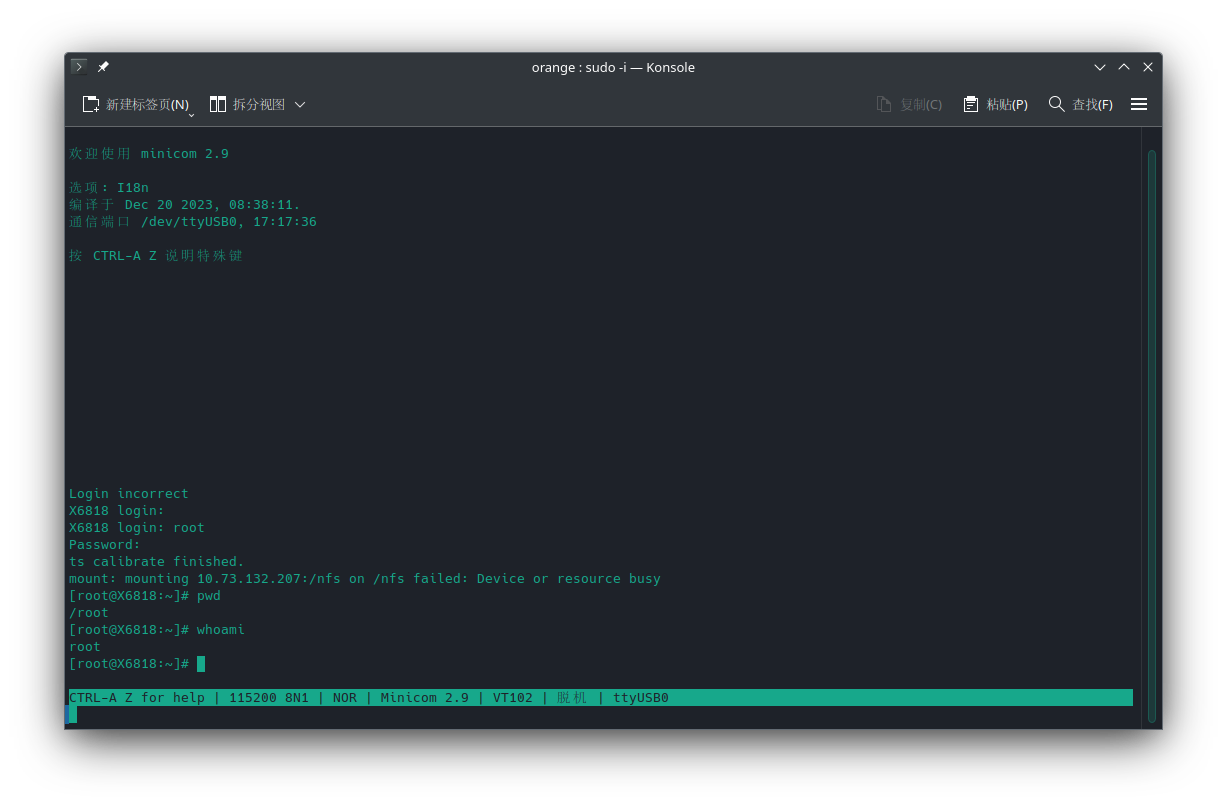 orange : sudo -i — Konsole
新建标签页(N) 拆分视图 复制(C) 粘贴(P) 查找(F)
欢迎使用 minicom 2.9
选项: I18n
编译于 Dec 20 2023, 08:38:11.
通信端口 /dev/ttyUSB0, 17:17:36
按 CTRL-A Z 说明特殊键
Login incorrect
X6818 login:
X6818 login: root
Password:
ts calibrate finished.
mount: mounting 10.73.132.207:/nfs on /nfs failed: Device or resource busy
[root@X6818:~]# pwd
/root
[root@X6818:~]# whoami
root
[root@X6818:~]#
CTRL-A Z for help | 115200 8N1 | NOR | Minicom 2.9 | VT102 | 脱机 | ttyUSB0